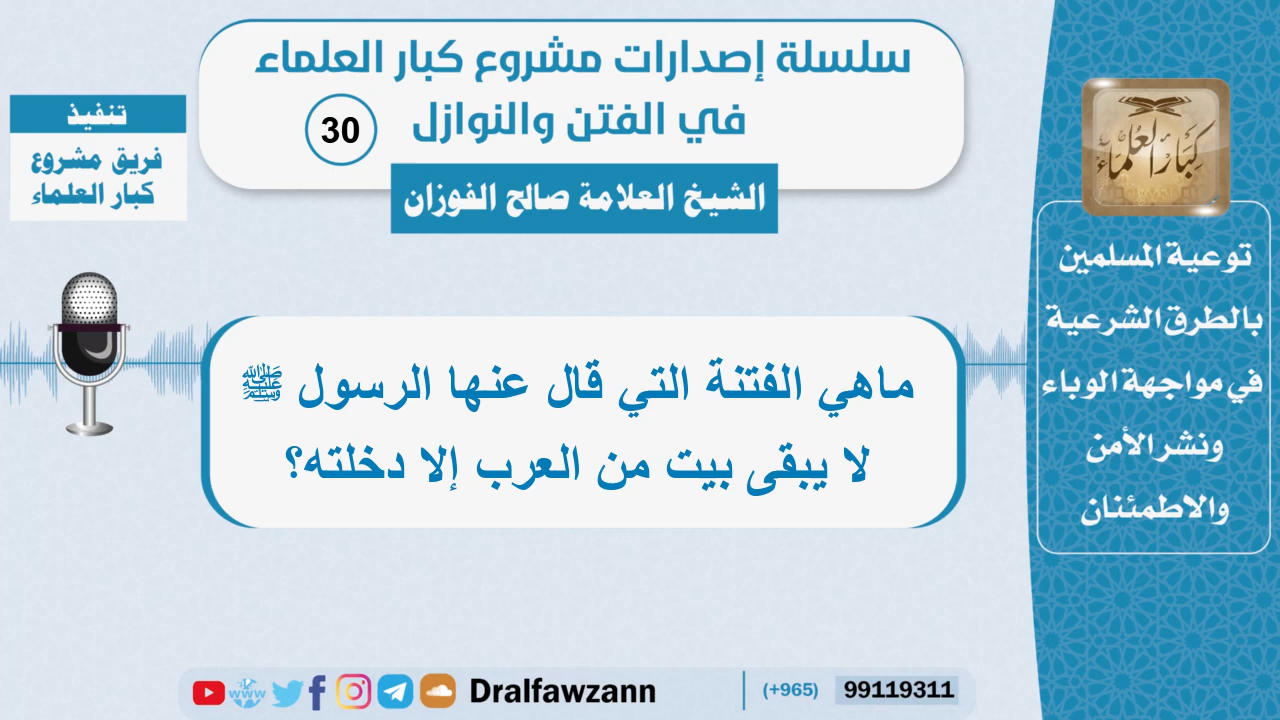 سلسلة إصدارات مشروع كبار العلماء
في الفتن والنوازل 30
الشيخ العلامة صالح الفوزان
تنفيذ
فريق مشروع
كبار العلماء
كبار العلماء
توعية المسلمين
بالطرق الشرعية
في مواجهة الوباء
ونشر الأمن
والاطمئنان
ماهي الفتنة التي قال عنها الرسول ﷺ
لا يبقى بيت من العرب إلا دخلته؟
www Dralfawzann (+965) 99119311